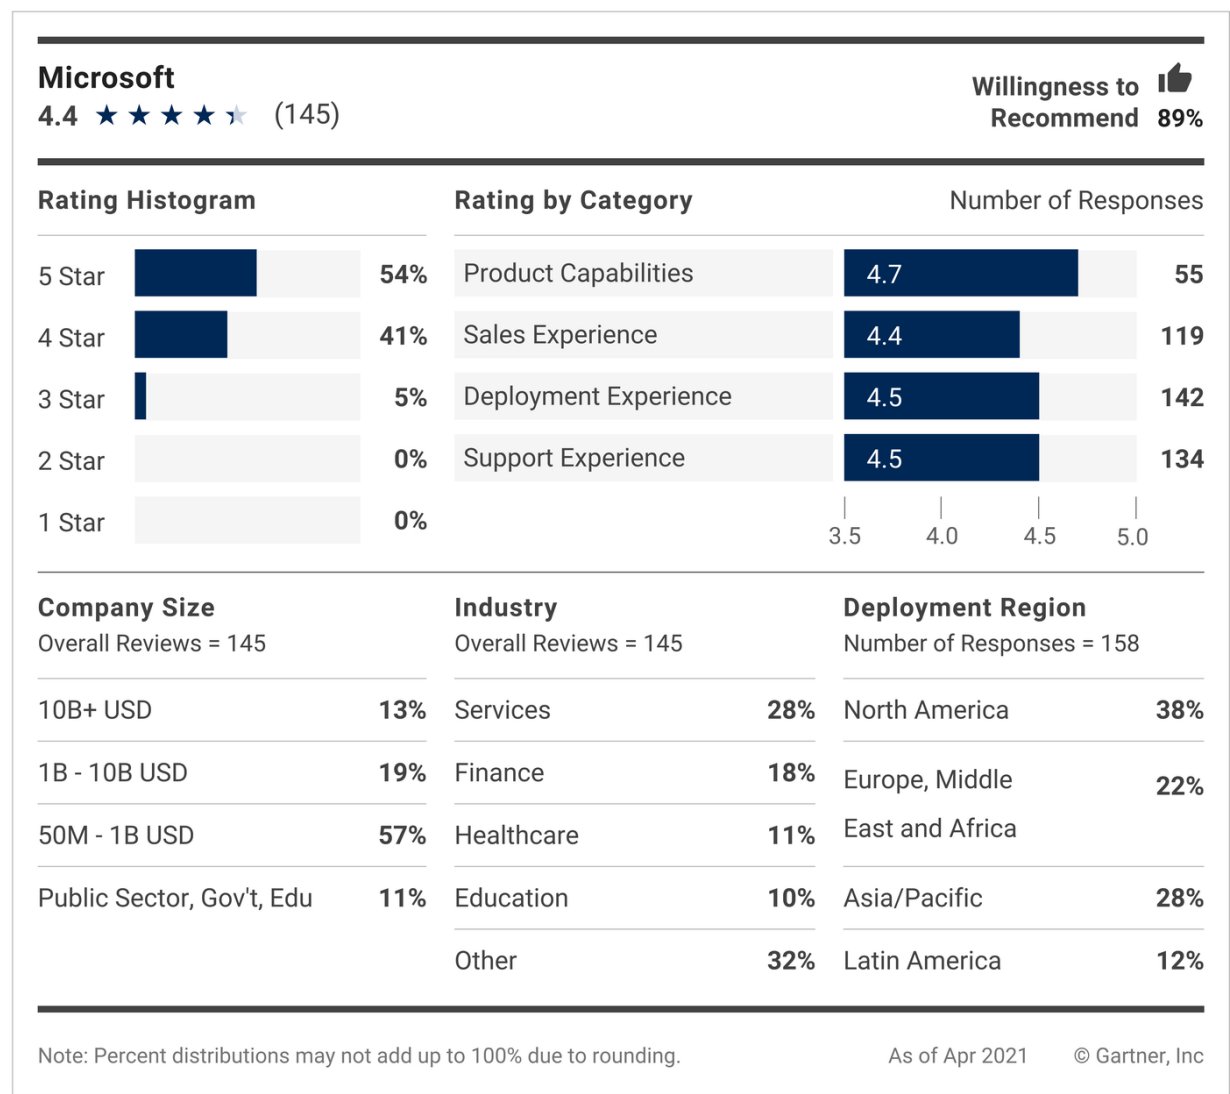 Microsoft
4.4 ★ ★ ★ ★ ★ (145)
Willingness to
Recommend 89%
Rating Histogram
5 Star 54%
4 Star 41%
3 Star 5%
2 Star 0%
1 Star 0%
Rating by Category Number of Responses
Product Capabilities 4.7 55
Sales Experience 4.4 119
Deployment Experience 4.5 142
Support Experience 4.5 134
3.5 4.0 4.5 5.0
Company Size
Overall Reviews = 145
10B+ USD 13%
1B - 10B USD 19%
50M - 1B USD 57%
Public Sector, Gov't, Edu 11%
Industry
Overall Reviews = 145
Services 28%
Finance 18%
Healthcare 11%
Education 10%
Other 32%
Deployment Region
Number of Responses = 158
North America 38%
Europe, Middle 22%
East and Africa
Asia/Pacific 28%
Latin America 12%
Note: Percent distributions may not add up to 100% due to rounding.
As of Apr 2021 © Gartner, Inc